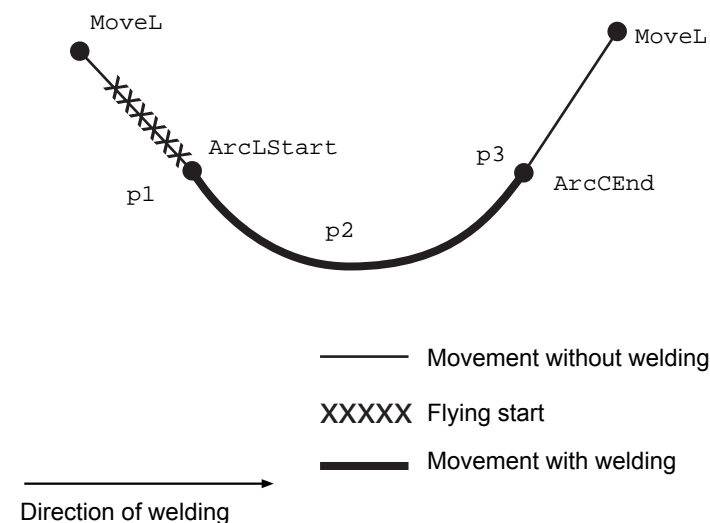 MoveL
MoveL
ArcLStart
p3
ArcCEnd
p1
p2
Movement without welding
XXXXX Flying start
Movement with welding
Direction of welding